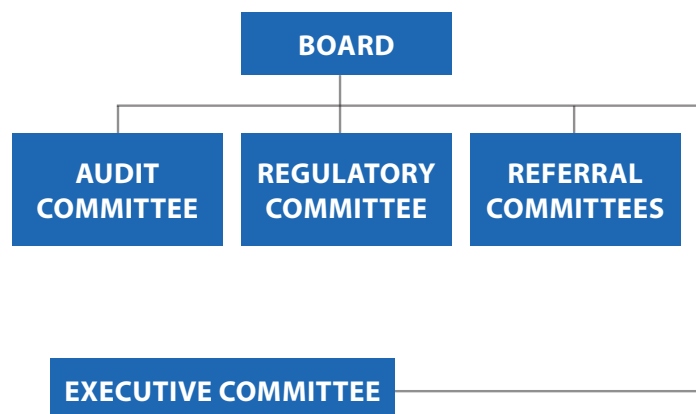 BOARD
AUDIT
COMMITTEE
REGULATORY
COMMITTEE
REFERRAL
COMMITTEES
EXECUTIVE COMMITTEE